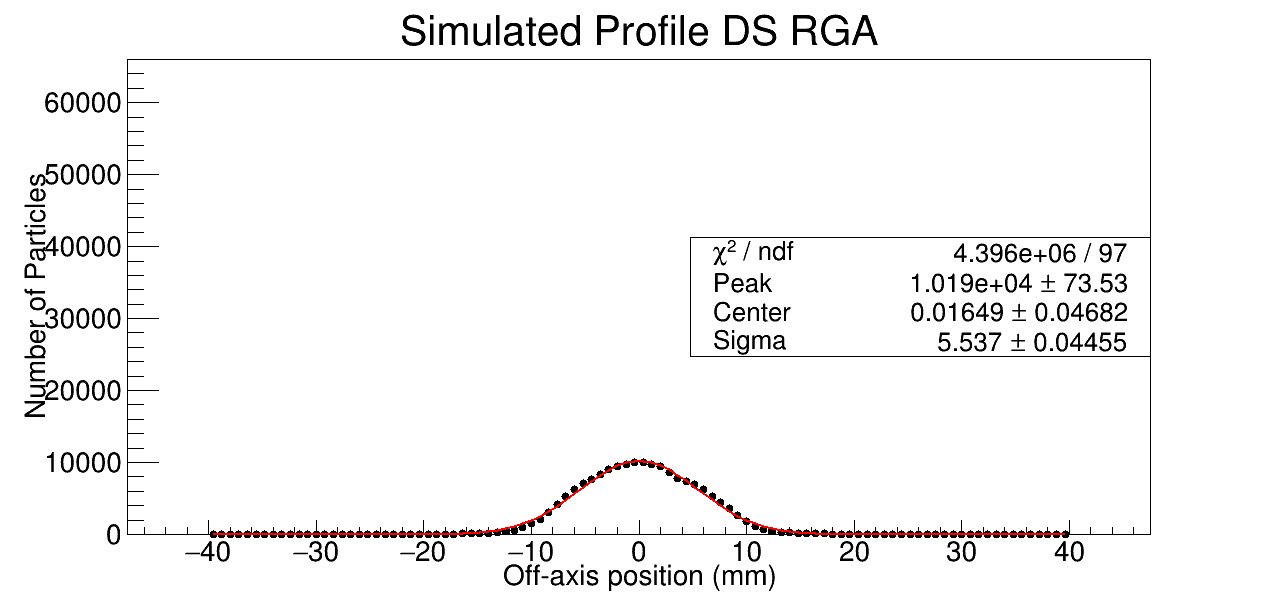 Simulated Profile DS RGA
60000
50000
40000
30000
20000
10000
0
Number of Particles
χ² / ndf 4.396e+06 / 97
Peak 1.019e+04 ± 73.53
Center 0.01649 ± 0.04682
Sigma 5.537 ± 0.04455
−40 −30 −20 −10 0 10 20 30 40
Off-axis position (mm)